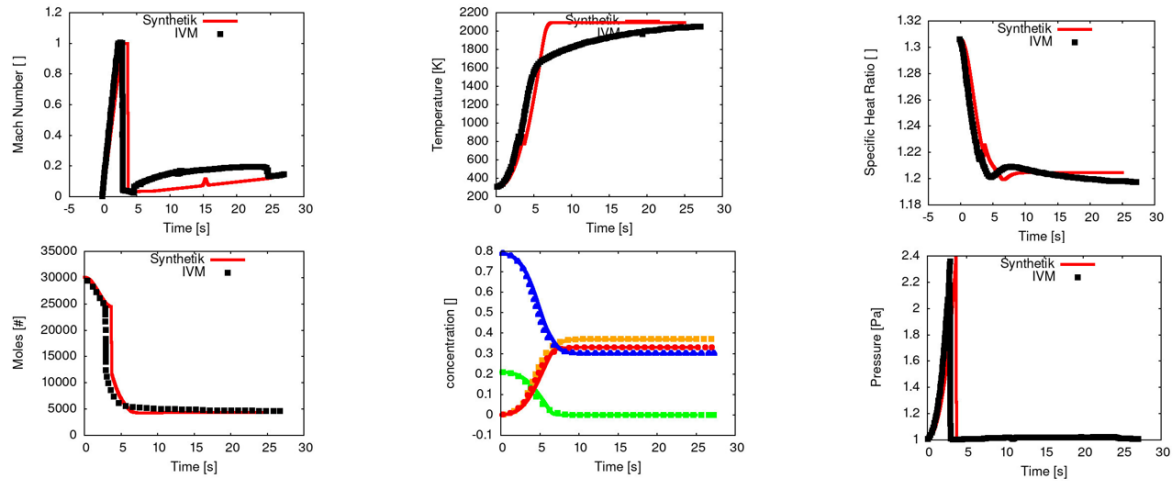 Synthetik
IVM
Mach Number [ ]
1.2
1
0.8
0.6
0.4
0.2
0
-5 0 5 10 15 20 25 30
Time [s]
Synthetik
IVM
Temperature [K]
2200
2000
1800
1600
1400
1200
1000
800
600
400
200
0 5 10 15 20 25 30
Time [s]
Synthetik
IVM
Specific Heat Ratio [ ]
1.32
1.3
1.28
1.26
1.24
1.22
1.2
1.18
-5 0 5 10 15 20 25 30
Time [s]
Synthetik
IVM
Moles [#]
35000
30000
25000
20000
15000
10000
5000
0
0 5 10 15 20 25 30
Time [s]
concentration []
0.8
0.7
0.6
0.5
0.4
0.3
0.2
0.1
0
-0.1
0 5 10 15 20 25 30
Time [s]
Synthetik
IVM
Pressure [Pa]
2.4
2.2
2
1.8
1.6
1.4
1.2
1
0 5 10 15 20 25 30
Time [s]